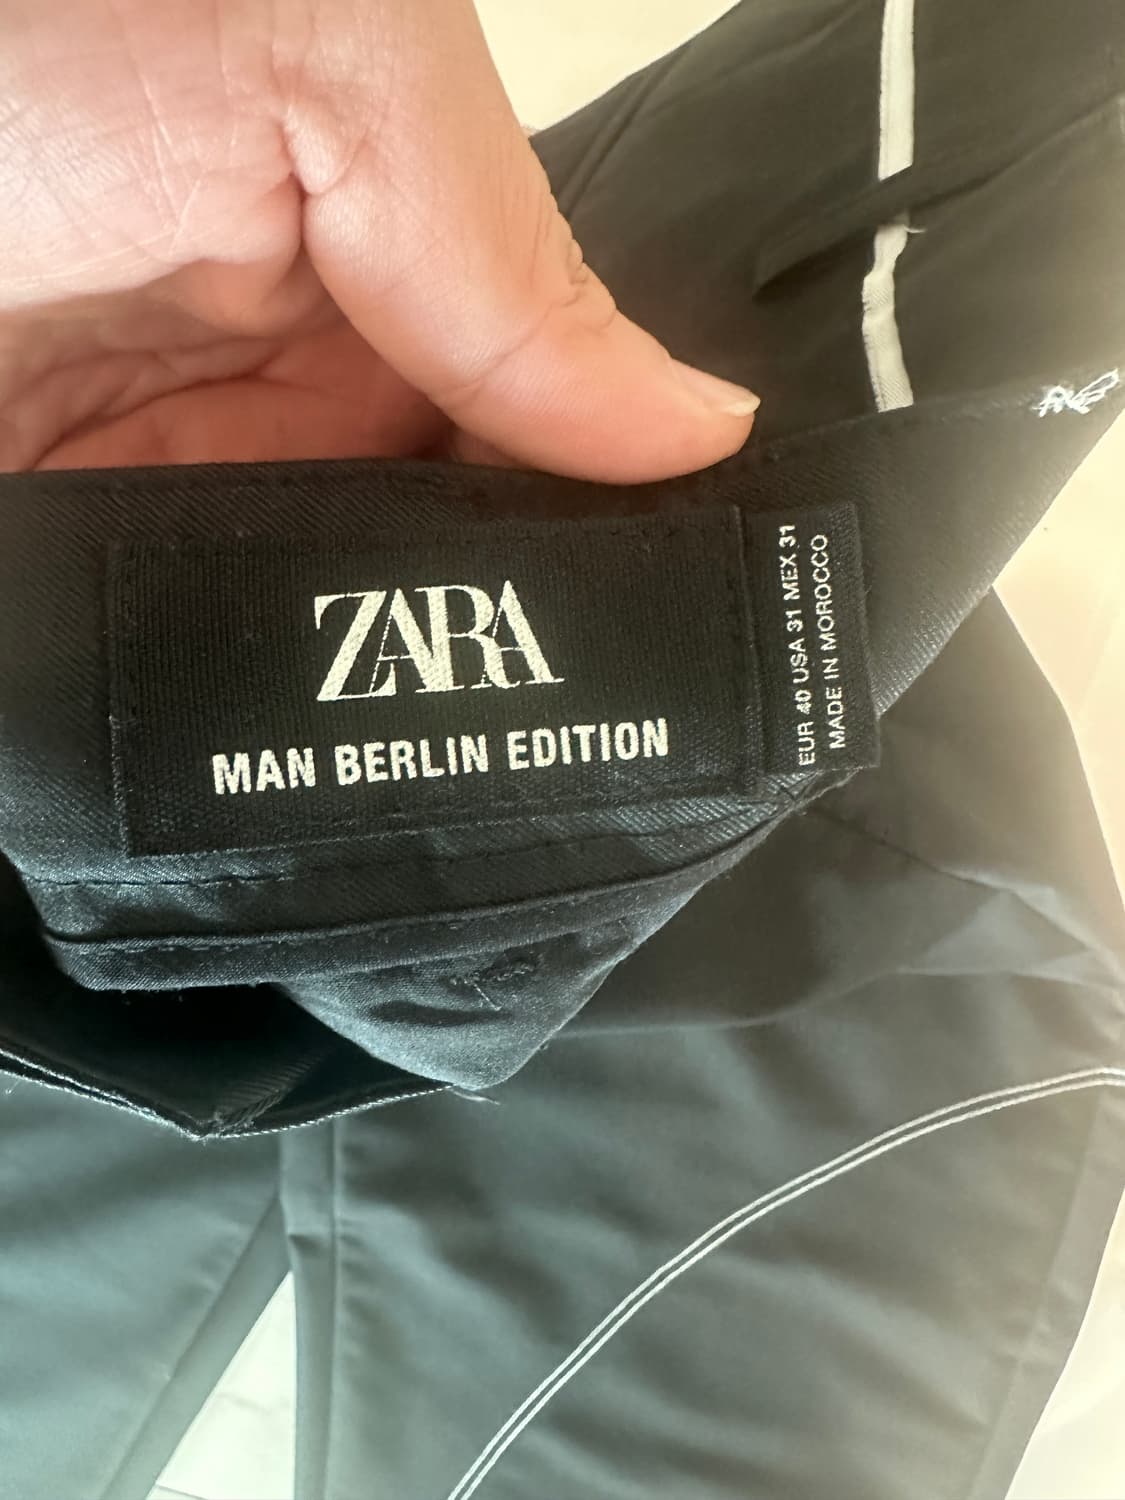 ZARA
MAN BERLIN EDITION
EUR 40 USA 31 MEX 31
MADE IN MOROCCO